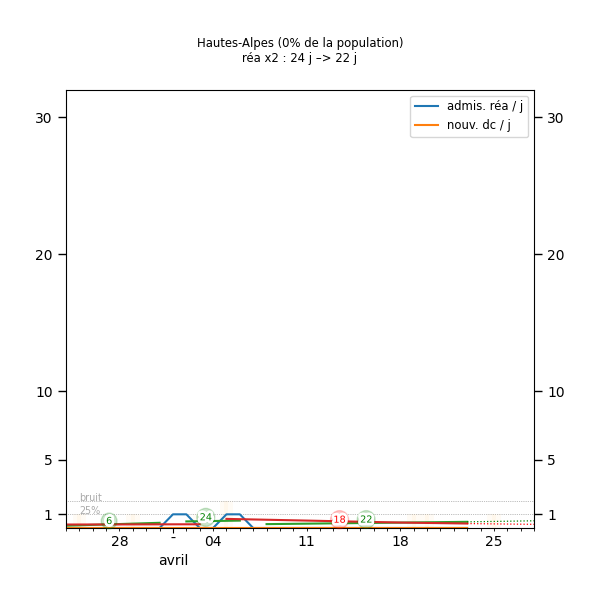 Hautes-Alpes (0% de la population)
réa x2 : 24 j –> 22 j
admis. réa / j
nouv. dc / j
30 30
20 20
10 10
5 5
bruit
25%
1 1
6 24 18 22
28 - 04 11 18 25
avril